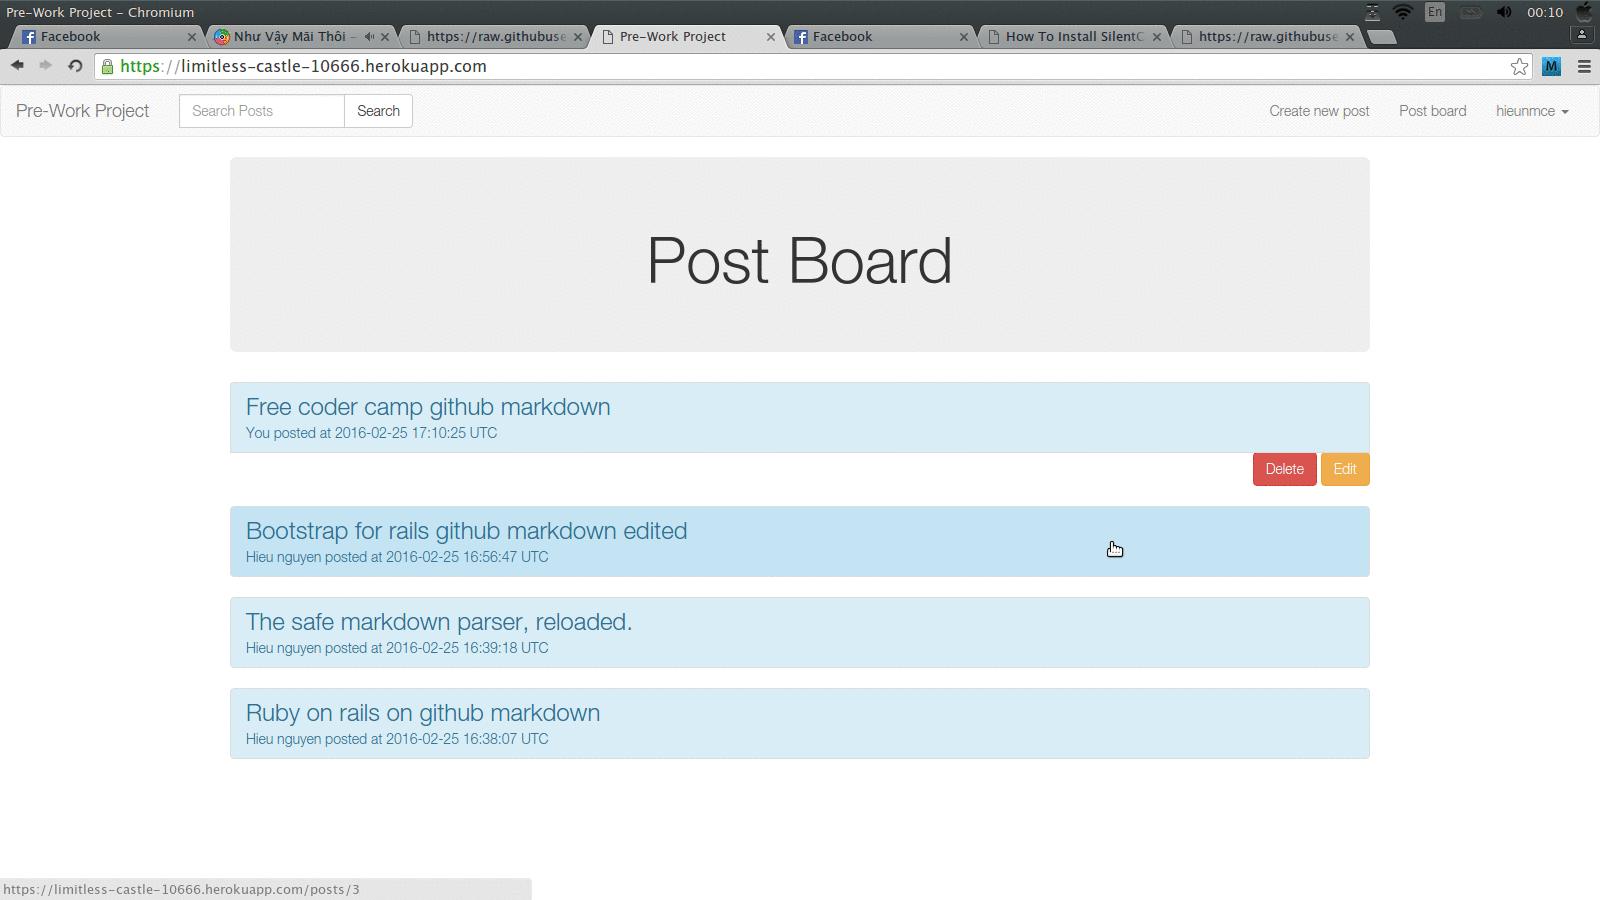 Pre-Work Project - Chromium
En
00:10
Facebook
Như Vậy Mãi Thôi -
https://raw.githubuse
Pre-Work Project
Facebook
How To Install SilentC
https://raw.githubuse
https://limitless-castle-10666.herokuapp.com
M
Pre-Work Project
Search Posts
Search
Create new post
Post board
hieunmce
Post Board
Free coder camp github markdown
You posted at 2016-02-25 17:10:25 UTC
Delete
Edit
Bootstrap for rails github markdown edited
Hieu nguyen posted at 2016-02-25 16:56:47 UTC
The safe markdown parser, reloaded.
Hieu nguyen posted at 2016-02-25 16:39:18 UTC
Ruby on rails on github markdown
Hieu nguyen posted at 2016-02-25 16:38:07 UTC
https://limitless-castle-10666.herokuapp.com/posts/3